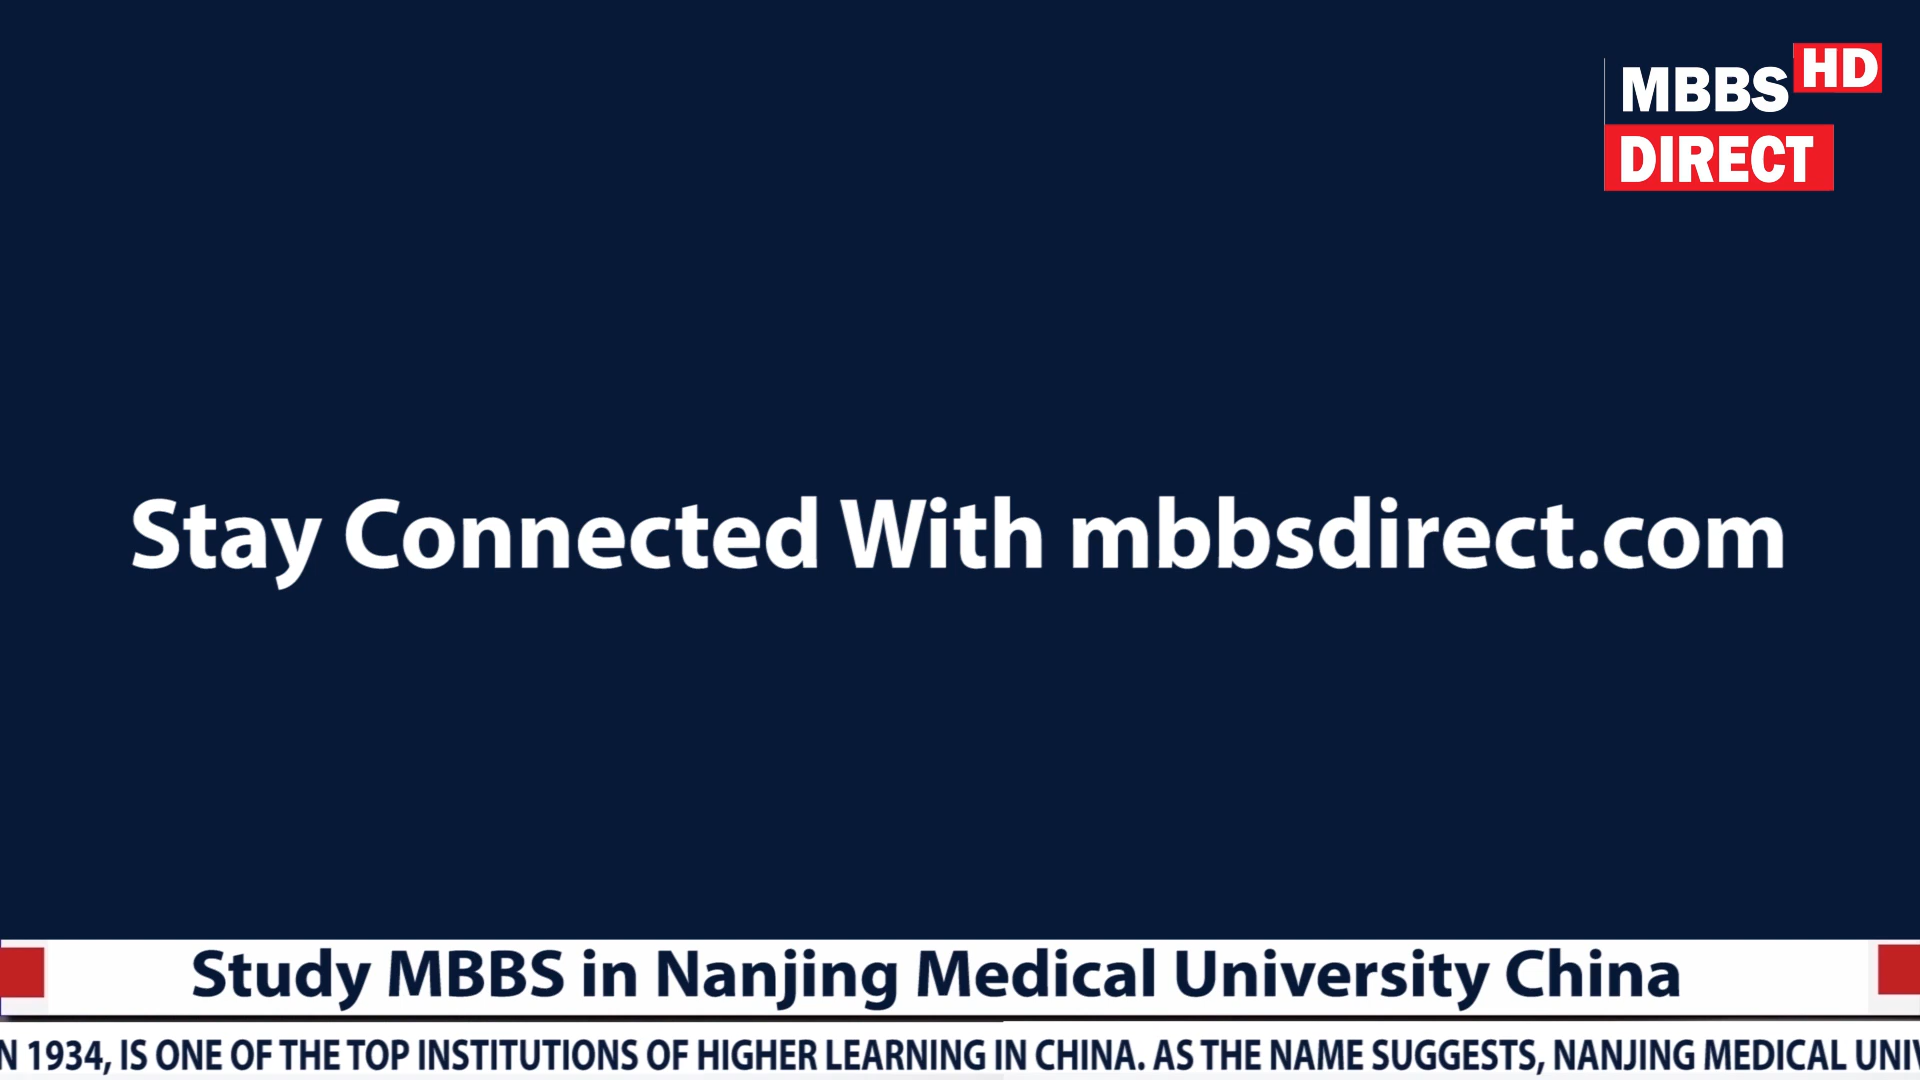 MBBS HD
DIRECT
Stay Connected With mbbsdirect.com
Study MBBS in Nanjing Medical University China
1934, IS ONE OF THE TOP INSTITUTIONS OF HIGHER LEARNING IN CHINA. AS THE NAME SUGGESTS, NANJING MEDICAL